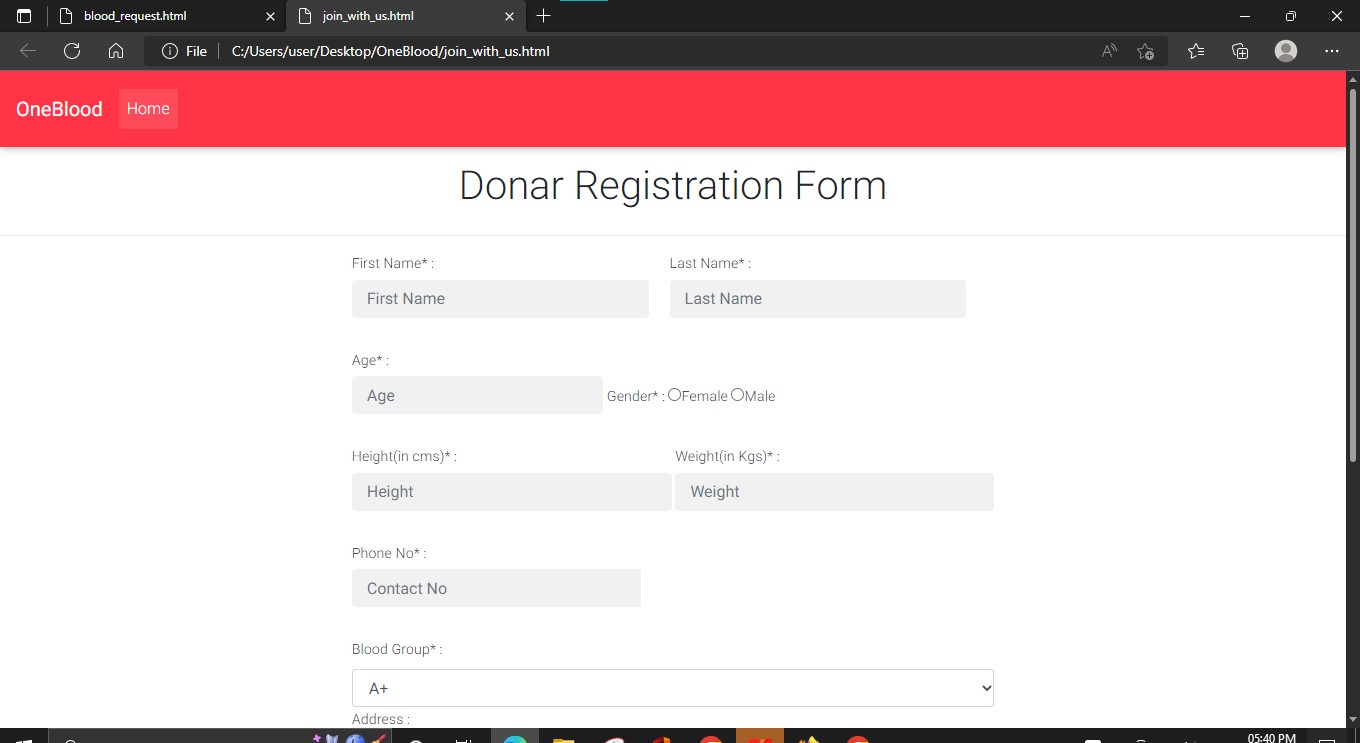 blood_request.html
join_with_us.html
File
C:/Users/user/Desktop/OneBlood/join_with_us.html
OneBlood Home
Donar Registration Form
First Name* : Last Name* :
First Name Last Name
Age* :
Age Gender* : Female Male
Height(in cms)* : Weight(in Kgs)* :
Height Weight
Phone No* :
Contact No
Blood Group* :
A+
Address :
05:40 PM